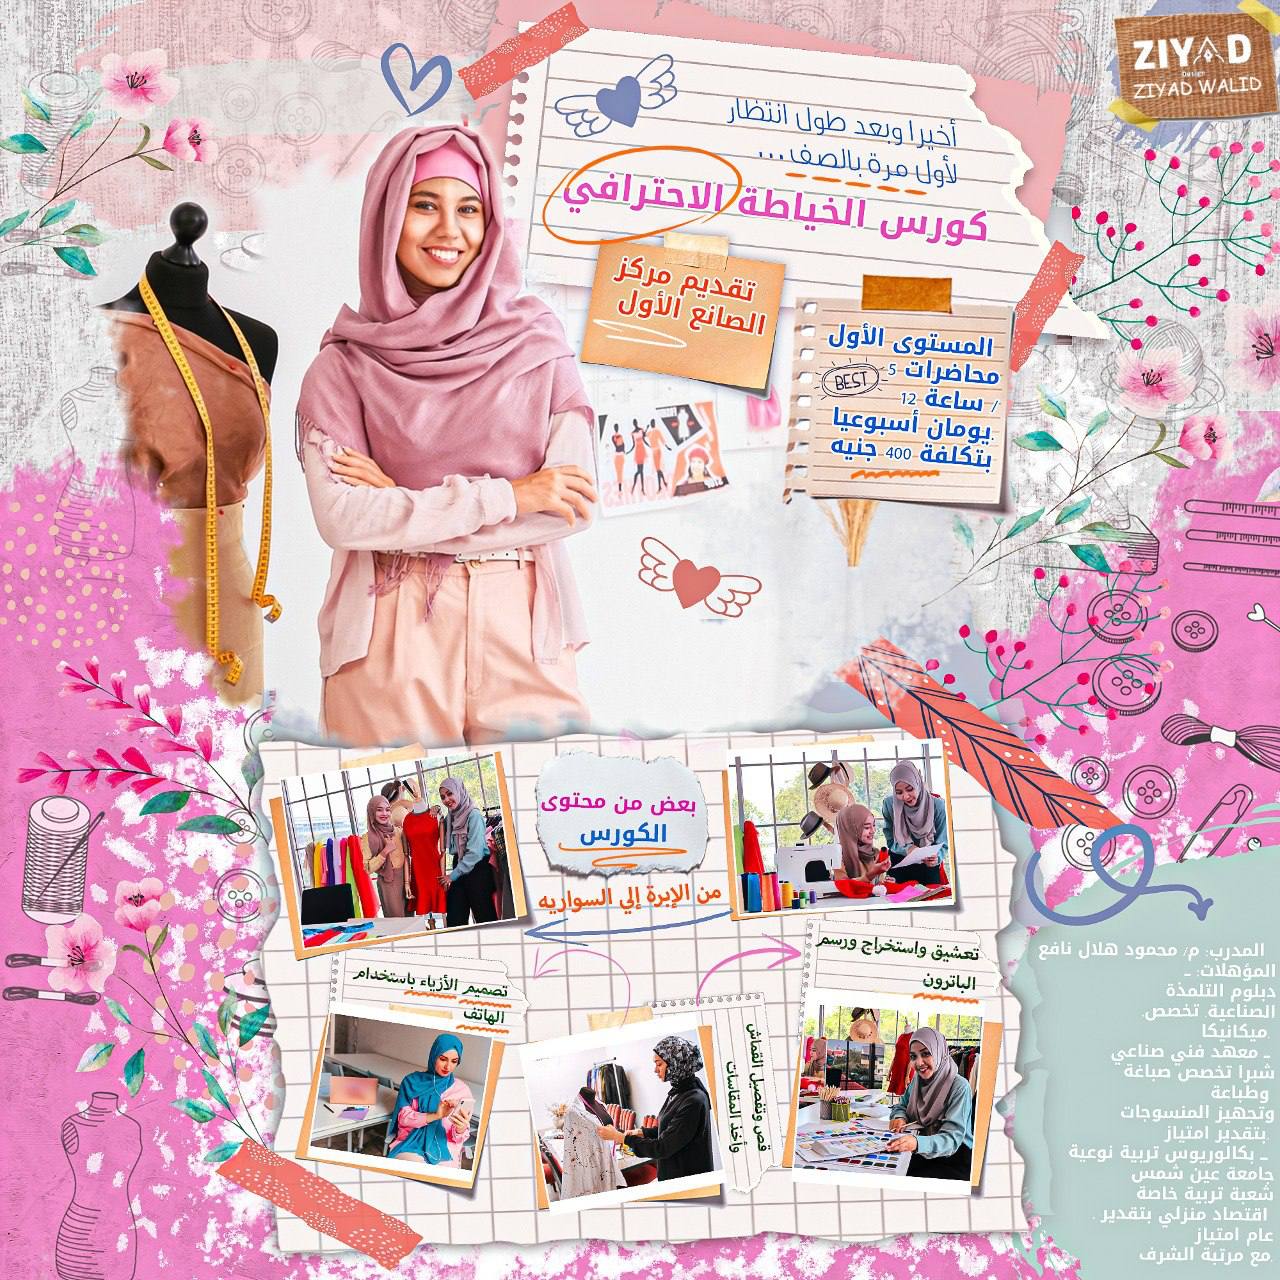 ZIYAD
ZIYAD WALID
أخيرا وبعد طول انتظار
لأول مرة بالصف...
كورس الخياطة الاحترافي
تقديم مركز
الصانع الأول
المستوى الأول
5 محاضرات
BEST
/ 12 ساعة
يومان أسبوعيا
بتكلفة 400 جنيه
بعض من محتوى
الكورس
من الإبرة إلي السواريه
تعشيق واستخراج ورسم
الباترون
تصميم الأزياء باستخدام
الهاتف
قص وتفصيل القماش
وأخذ المقاسات
المدرب: م/ محمود هلال نافع
المؤهلات: ـ
دبلوم التلمذة
الصناعية. تخصص.
ميكانيكا
ـ معهد فني صناعي
شبرا تخصص صباغة
وطباعة
وتجهيز المنسوجات
بتقدير امتياز
ـ بكالوريوس تربية نوعية
جامعة عين شمس
شعبة تربية خاصة
اقتصاد منزلي بتقدير .
عام امتياز
مع مرتبة الشرف